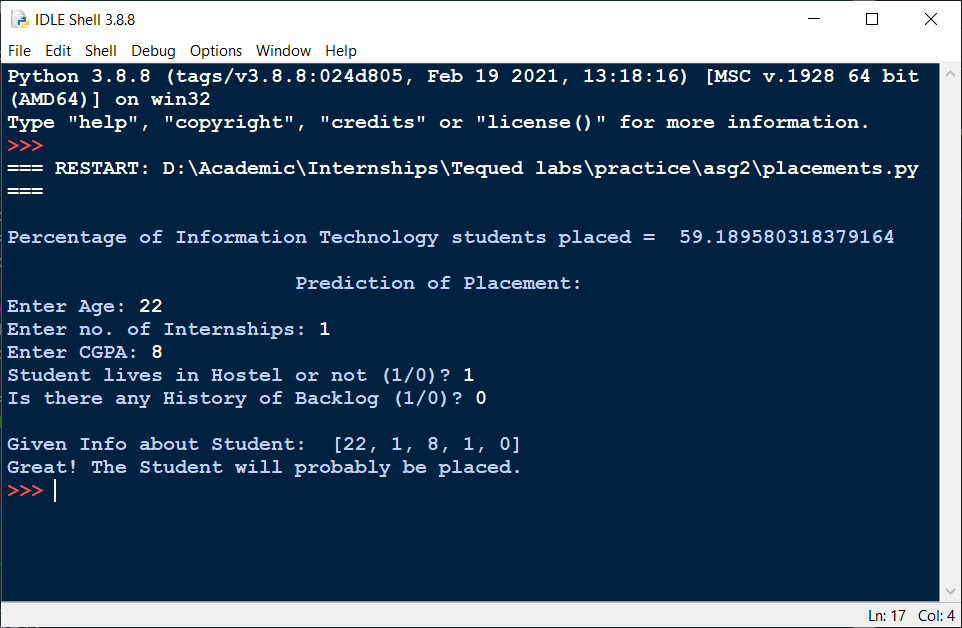 IDLE Shell 3.8.8
File Edit Shell Debug Options Window Help
Python 3.8.8 (tags/v3.8.8:024d805, Feb 19 2021, 13:18:16) [MSC v.1928 64 bit
(AMD64)] on win32
Type "help", "copyright", "credits" or "license()" for more information.
>>>
=== RESTART: D:\Academic\Internships\Tequed labs\practice\asg2\placements.py
===
Percentage of Information Technology students placed =  59.189580318379164
Prediction of Placement:
Enter Age: 22
Enter no. of Internships: 1
Enter CGPA: 8
Student lives in Hostel or not (1/0)? 1
Is there any History of Backlog (1/0)? 0
Given Info about Student:  [22, 1, 8, 1, 0]
Great! The Student will probably be placed.
>>>
Ln: 17 Col: 4